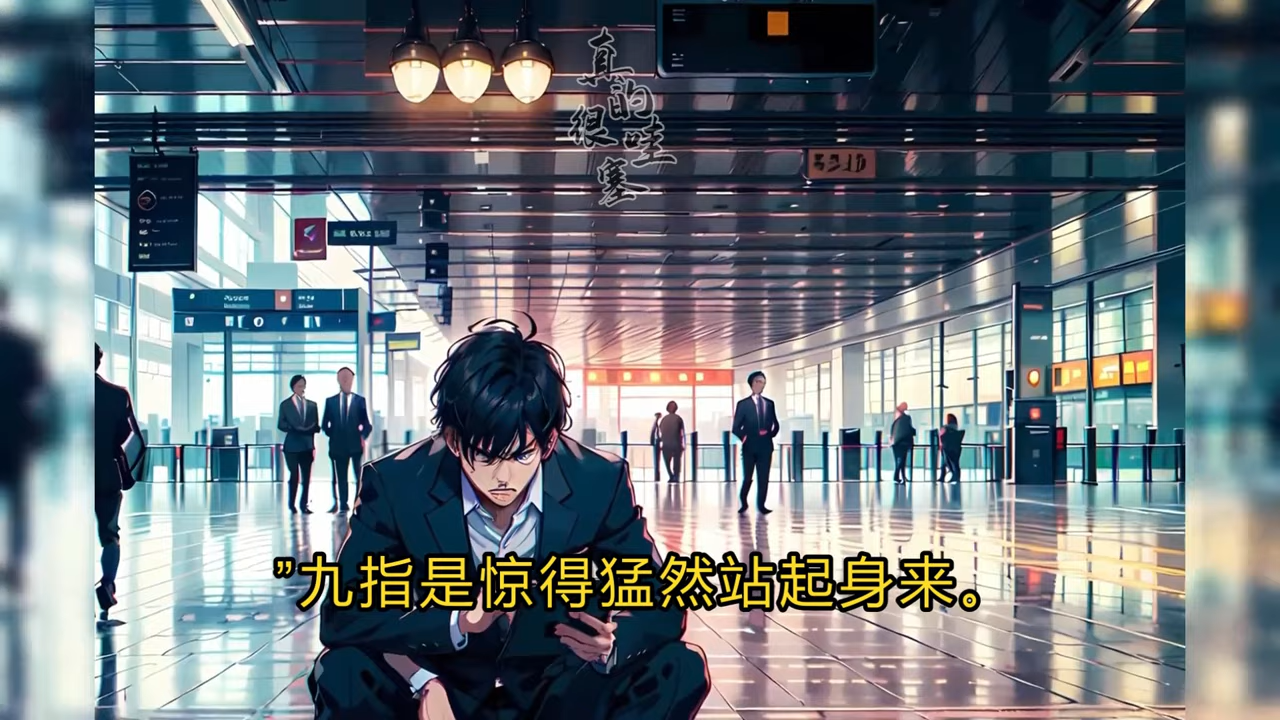 真的
很哇
塞
”九指是惊得猛然站起身来。